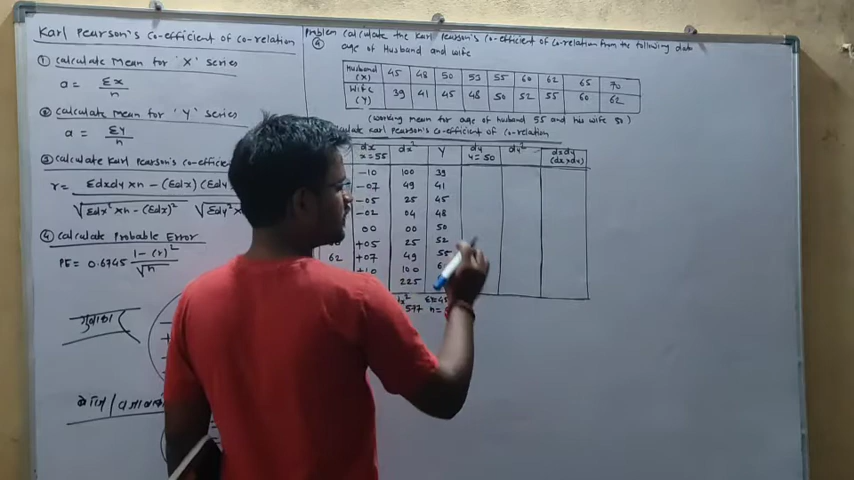 Karl Pearson's Co-efficient of Co-relation
① Calculate Mean for 'X' series
a = Σx / n
② Calculate Mean for 'Y' series
a = Σy / n
③ Calculate Karl Pearson's Co-effici
r = Σdxdy xn - (Σdx) (Σdy
√Σdx² xn - (Σdx)² √Σdy²
④ Calculate Probable Error
PE = 0.6745 1-(r)² / √n
गुणाका
Problem Calculate the Karl Pearson's Co-efficient of Co-relation from the following data
age of Husband and wife
Husband (X) 45 48 50 53 55 60 62 65 70
Wife (Y) 39 41 45 48 50 52 55 60 62
(working mean for age of husband 55 and his wife 50)
culate Karl Pearson's Co-efficient of Co-relation
dx x=55 dx² Y dy y=50 dy² dxdy (dx×dy)
-10 100 39
-07 49 41
-05 25 45
-02 04 48
00 00 50
+05 25 52
62 +07 49 55
+10 100 6
225
577 n=